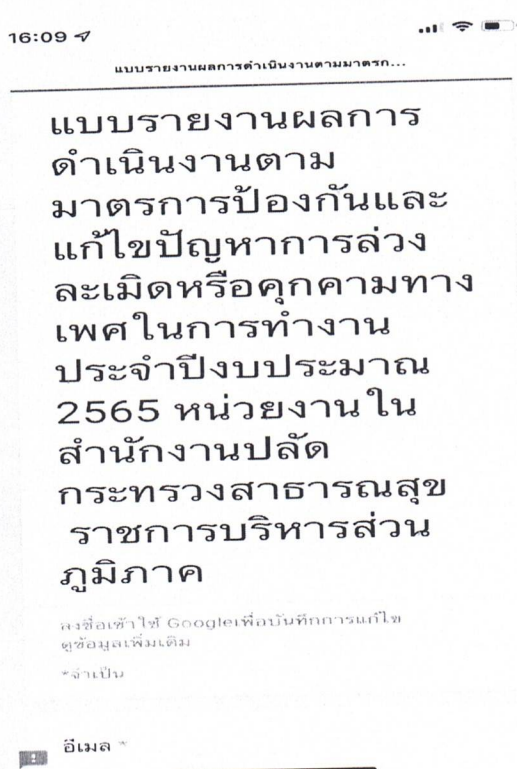 16:09
แบบรายงานผลการดำเนินงานตามมาตรก...
แบบรายงานผลการ
ดำเนินงานตาม
มาตรการป้องกันและ
แก้ไขปัญหาการล่วง
ละเมิดหรือคุกคามทาง
เพศในการทำงาน
ประจำปีงบประมาณ
2565 หน่วยงานใน
สำนักงานปลัด
กระทรวงสาธารณสุข
ราชการบริหารส่วน
ภูมิภาค
ลงชื่อเข้าใช้ Googleเพื่อบันทึกการแก้ไข
ดูข้อมูลเพิ่มเติม
*จำเป็น
อีเมล *